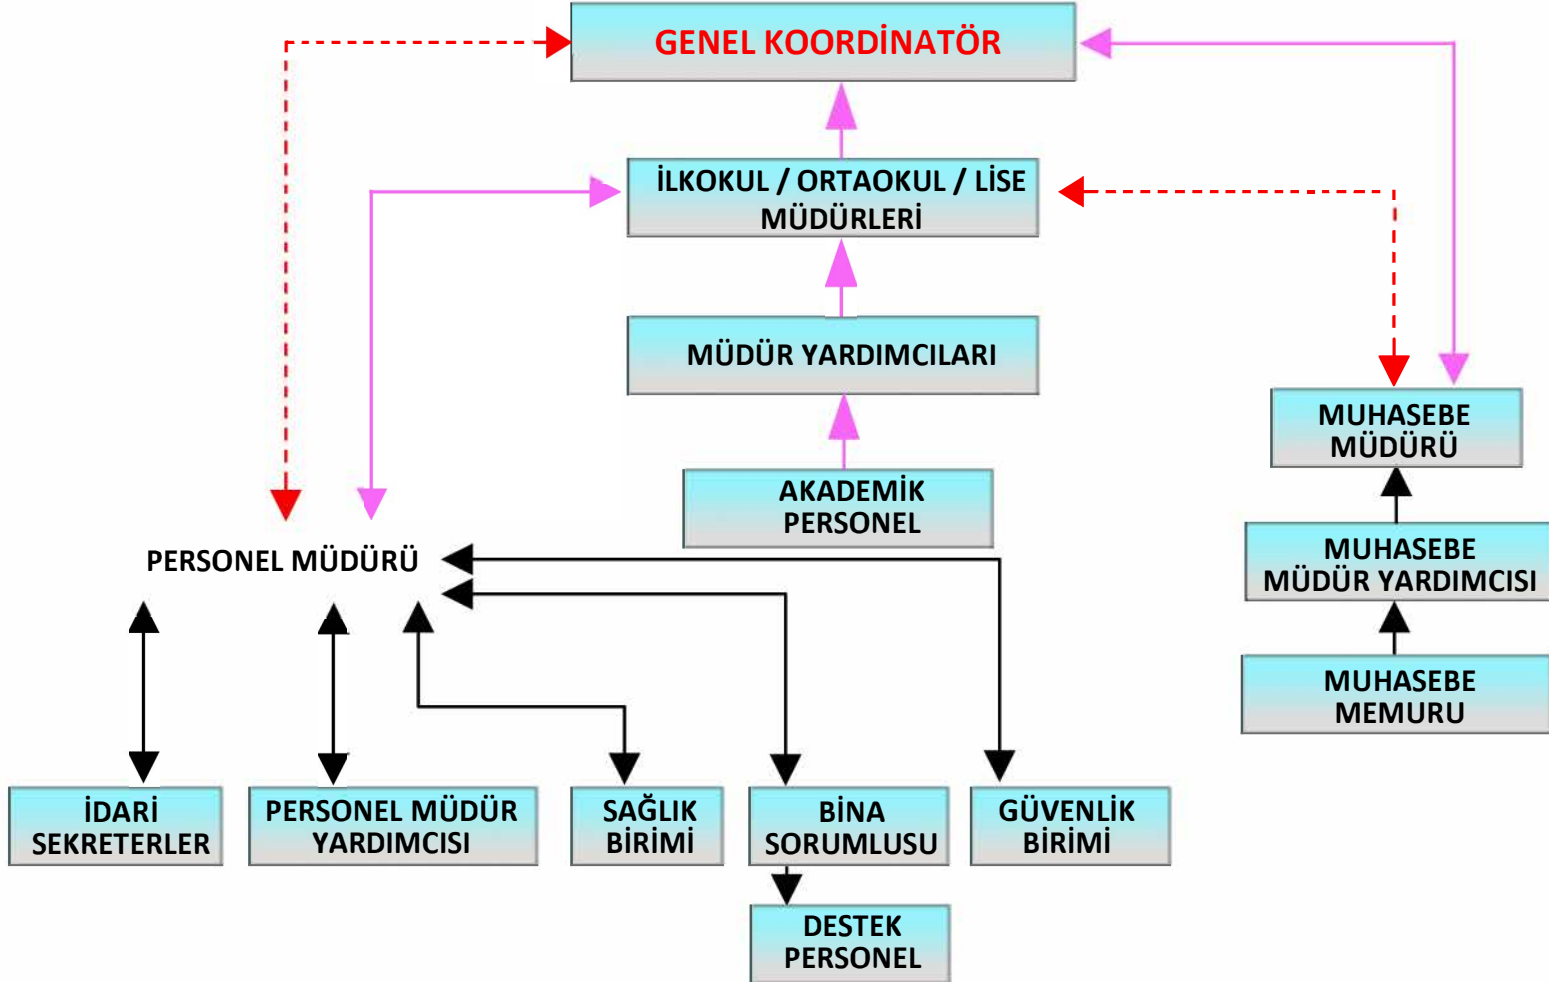 GENEL KOORDİNATÖR
İLKOKUL / ORTAOKUL / LİSE
MÜDÜRLERİ
MÜDÜR YARDIMCILARI
MUHASEBE
MÜDÜRÜ
AKADEMİK
PERSONEL
PERSONEL MÜDÜRÜ
MUHASEBE
MÜDÜR YARDIMCISI
MUHASEBE
MEMURU
İDARİ
SEKRETERLER
PERSONEL MÜDÜR
YARDIMCISI
SAĞLIK
BİRİMİ
BİNA
SORUMLUSU
GÜVENLİK
BİRİMİ
DESTEK
PERSONEL